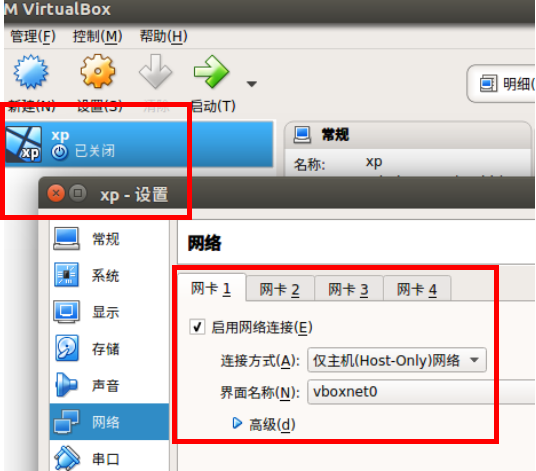 M VirtualBox
管理(F) 控制(M) 帮助(H)
新建(N) 设置(S) 清除 启动(T)
明细(
xp
已关闭
常规
名称: xp
xp - 设置
常规
系统
显示
存储
声音
网络
串口
网络
网卡 1 网卡 2 网卡 3 网卡 4
启用网络连接(E)
连接方式(A): 仅主机(Host-Only)网络
界面名称(N): vboxnet0
高级(d)